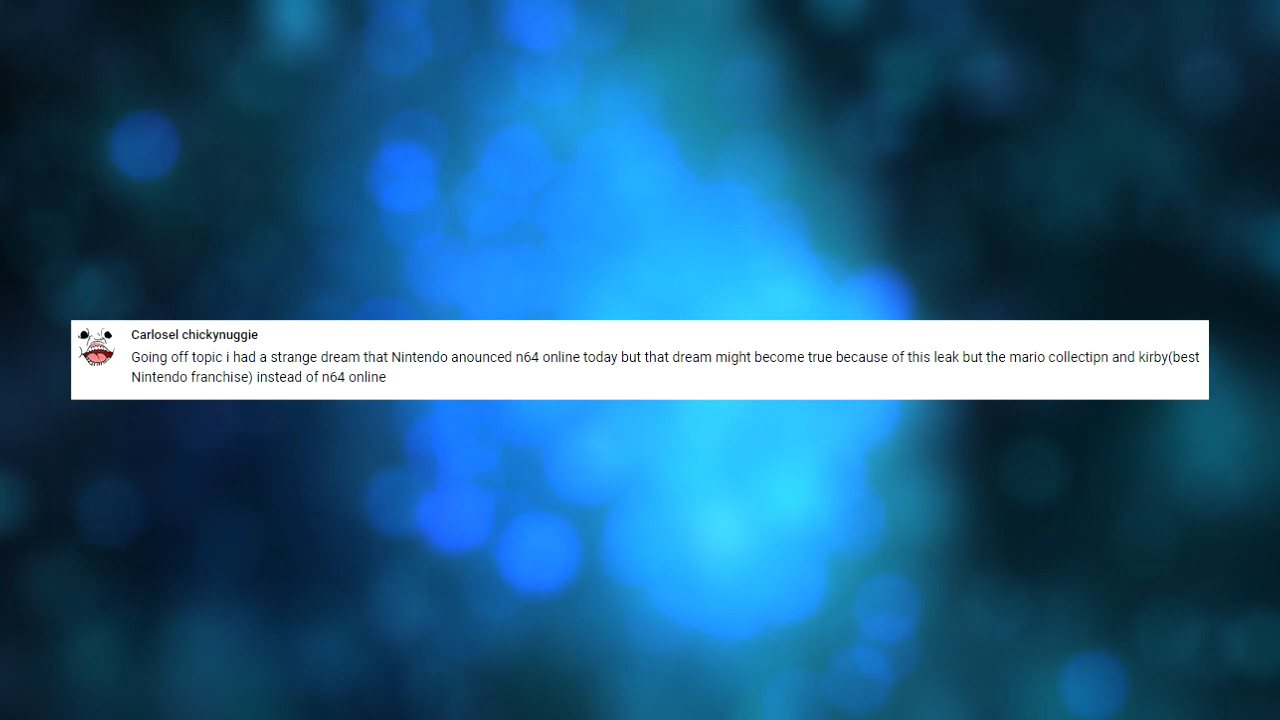 Carlosel chickynuggie
Going off topic i had a strange dream that Nintendo anounced n64 online today but that dream might become true because of this leak but the mario collectipn and kirby(best
Nintendo franchise) instead of n64 online